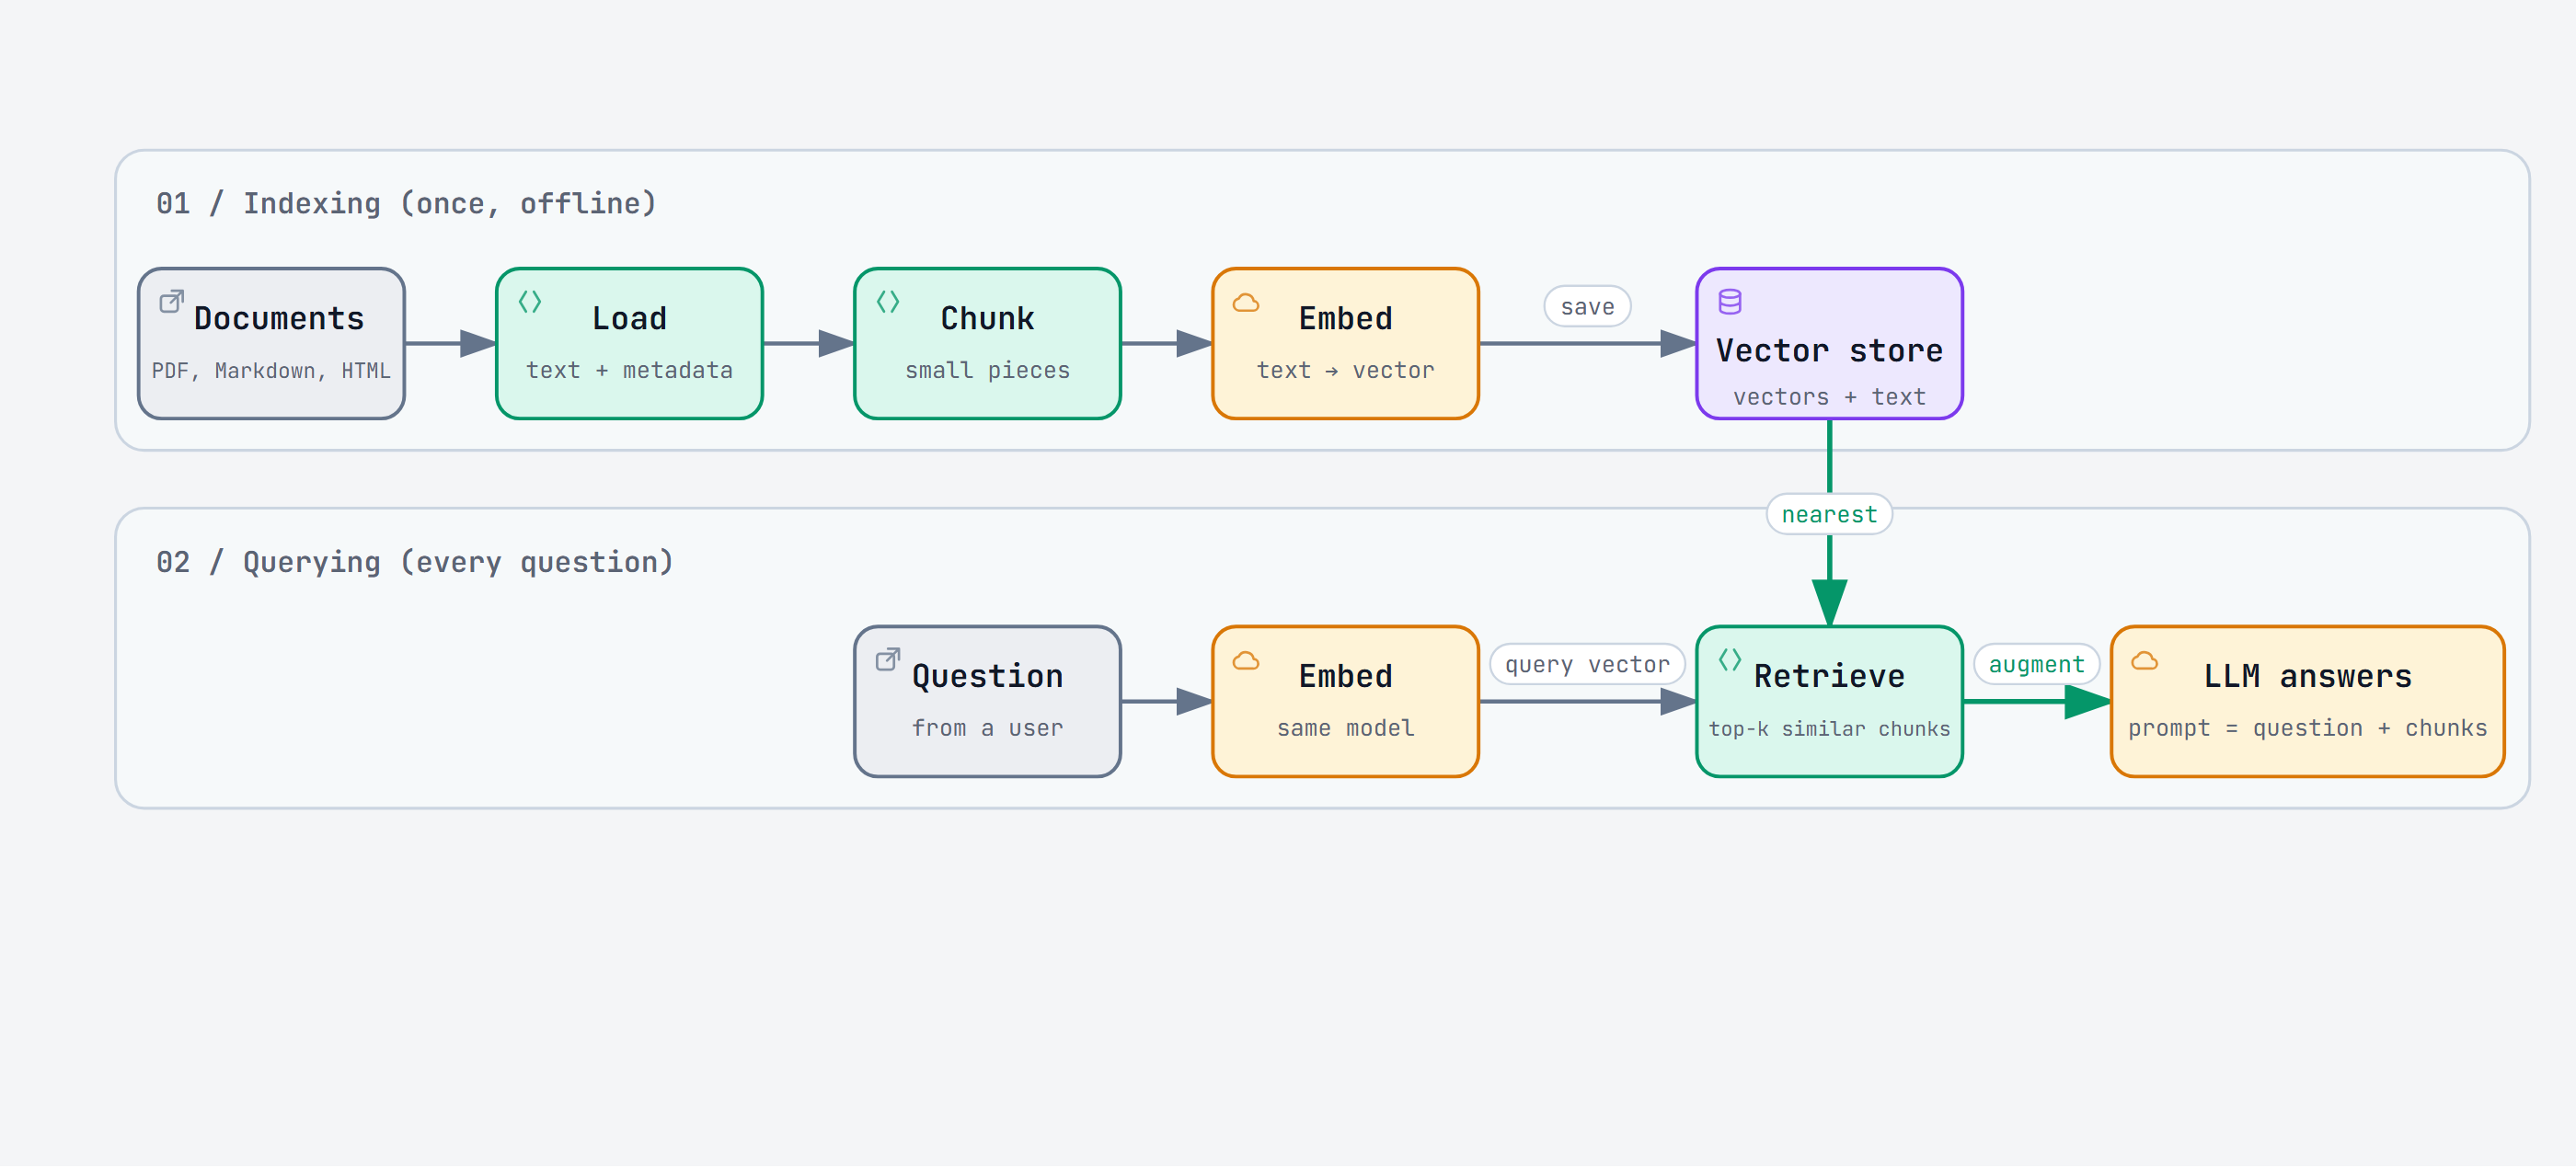 01 / Indexing (once, offline)
Documents
PDF, Markdown, HTML
Load
text + metadata
Chunk
small pieces
Embed
text → vector
save
Vector store
vectors + text
nearest
02 / Querying (every question)
Question
from a user
Embed
same model
query vector
Retrieve
top-k similar chunks
augment
LLM answers
prompt = question + chunks